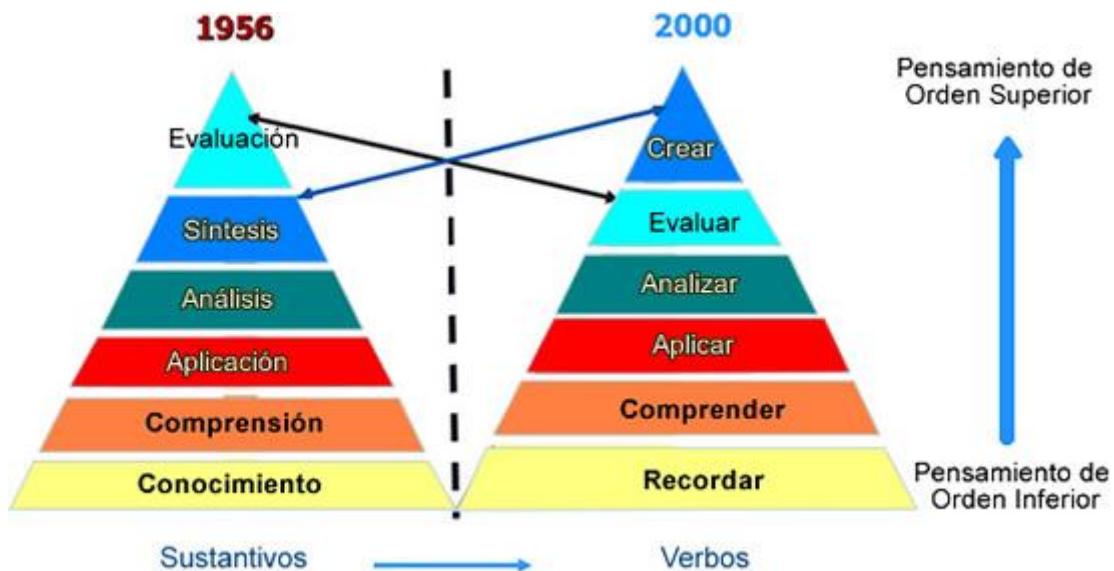 1956
2000
Pensamiento de
Orden Superior
Evaluación
Crear
Síntesis
Evaluar
Análisis
Analizar
Aplicación
Aplicar
Comprensión
Comprender
Conocimiento
Recordar
Pensamiento de
Orden Inferior
Sustantivos
Verbos